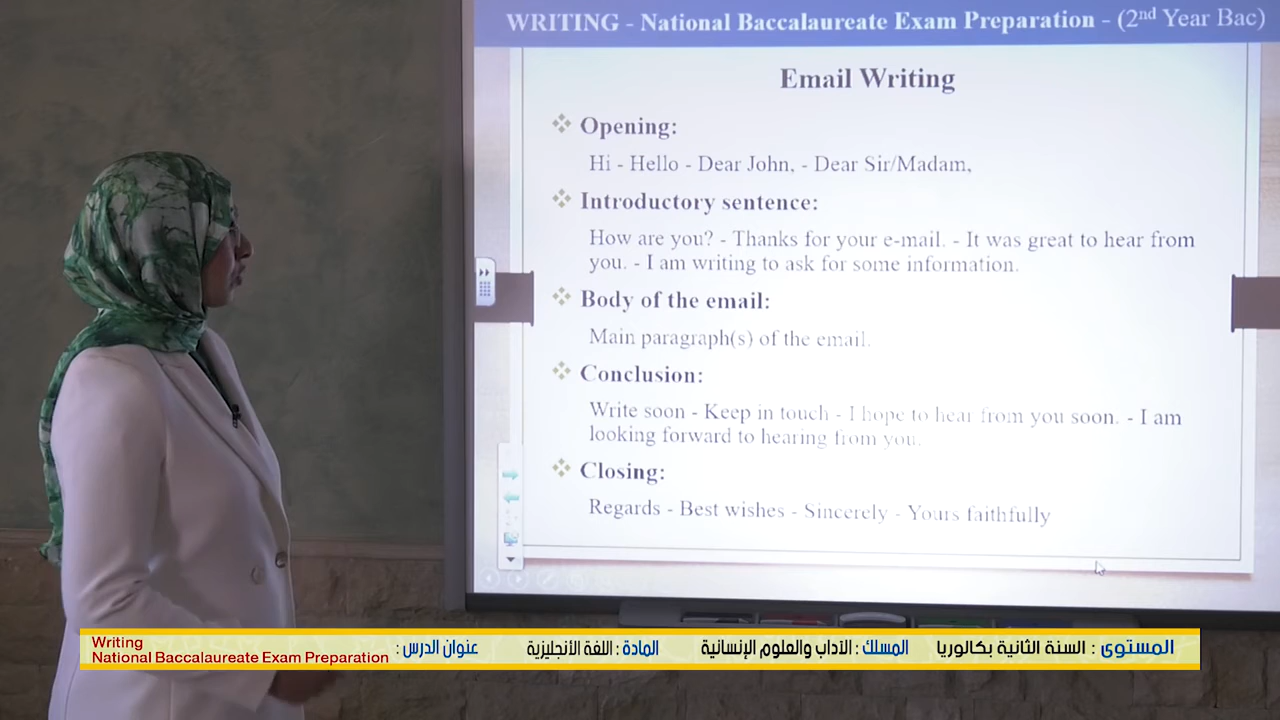 WRITING - National Baccalaureate Exam Preparation - (2nd Year Bac)
Email Writing
Opening:
Hi - Hello - Dear John, - Dear Sir/Madam,
Introductory sentence:
How are you? - Thanks for your e-mail. - It was great to hear from
you. - I am writing to ask for some information.
Body of the email:
Main paragraph(s) of the email.
Conclusion:
Write soon - Keep in touch - I hope to hear from you soon. - I am
looking forward to hearing from you.
Closing:
Regards - Best wishes - Sincerely - Yours faithfully
المستوى : السنة الثانية بكالوريا
المسلك : الآداب والعلوم الإنسانية
المادة : اللغة الأنجليزية
عنوان الدرس :
Writing
National Baccalaureate Exam Preparation